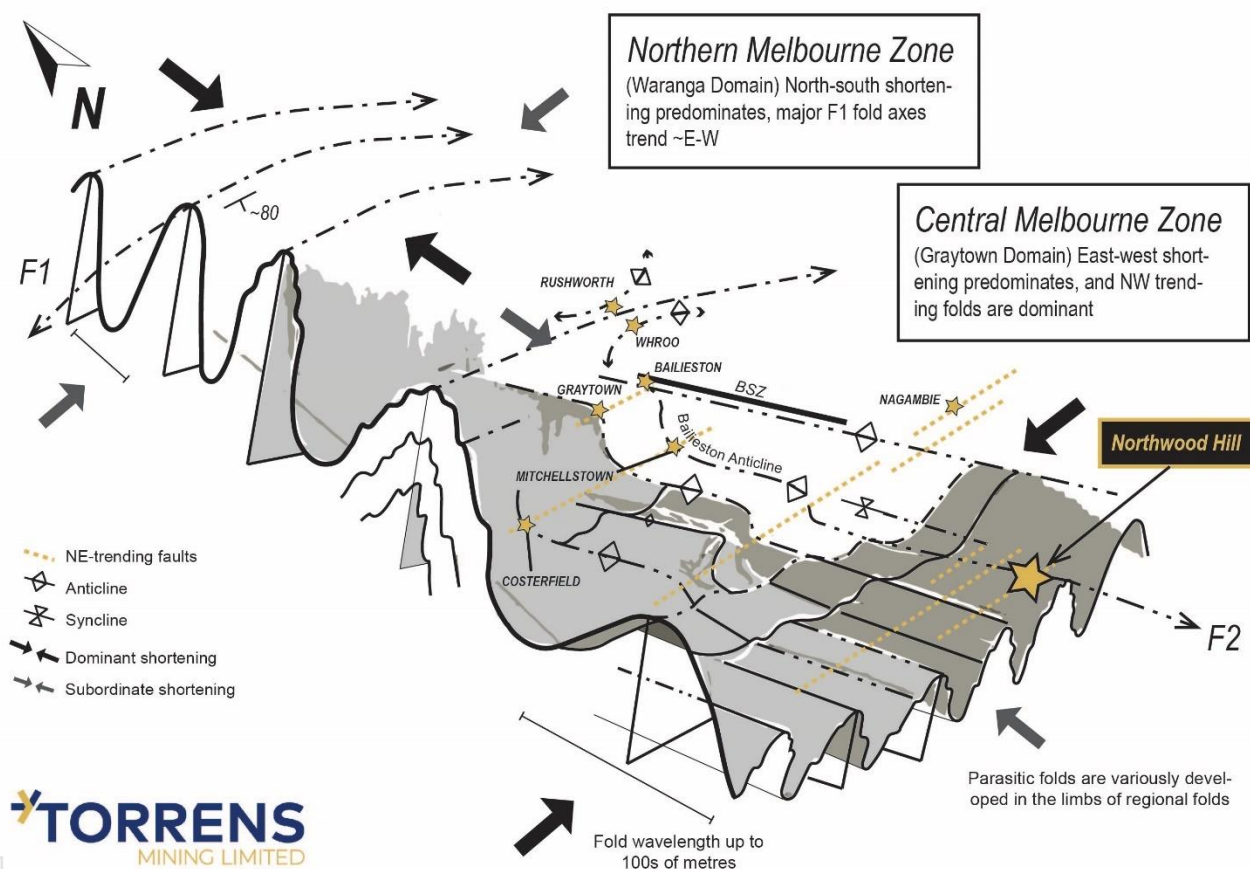 N
Northern Melbourne Zone
(Waranga Domain) North-south shorten-
ing predominates, major F1 fold axes
trend ~E-W
~80
F1
Central Melbourne Zone
(Graytown Domain) East-west short-
ening predominates, and NW trend-
ing folds are dominant
RUSHWORTH
WHROO
BAILIESTON
GRAYTOWN
BSZ
NAGAMBIE
Northwood Hill
Bailieston Anticline
MITCHELLSTOWN
COSTERFIELD
NE-trending faults
Anticline
Syncline
Dominant shortening
Subordinate shortening
F2
Parasitic folds are variously devel-
oped in the limbs of regional folds
Fold wavelength up to
100s of metres
TORRENS
MINING LIMITED